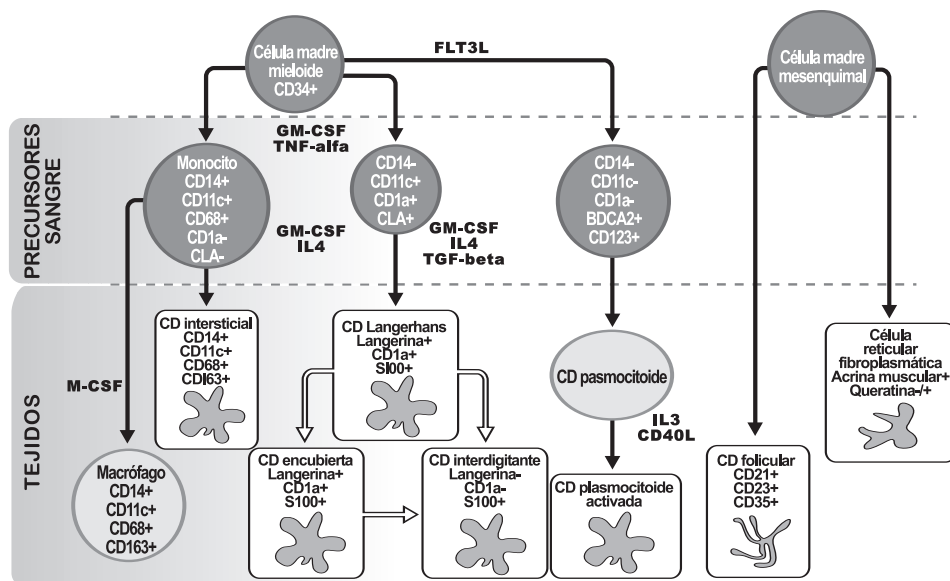 Célula madre
mieloide
CD34+
FLT3L
Célula madre
mesenquimal
PRECURSORES
SANGRE
GM-CSF
TNF-alfa
Monocito
CD14+
CD11c+
CD68+
CD1a-
CLA-
CD14-
CD11c+
CD1a+
CLA+
CD14-
CD11c-
CD1a-
BDCA2+
CD123+
GM-CSF
IL4
GM-CSF
IL4
TGF-beta
TEJIDOS
M-CSF
CD intersticial
CD14+
CD11c+
CD68+
CDI63+
CD Langerhans
Langerina+
CD1a+
SI00+
CD pasmocitoide
Célula
reticular
fibroplasmática
Acrina muscular+
Queratina-/+
IL3
CD40L
Macrófago
CD14+
CD11c+
CD68+
CD163+
CD encubierta
Langerina+
CD1a+
S100+
CD interdigitante
Langerina-
CD1a-
S100+
CD plasmocitoide
activada
CD folicular
CD21+
CD23+
CD35+